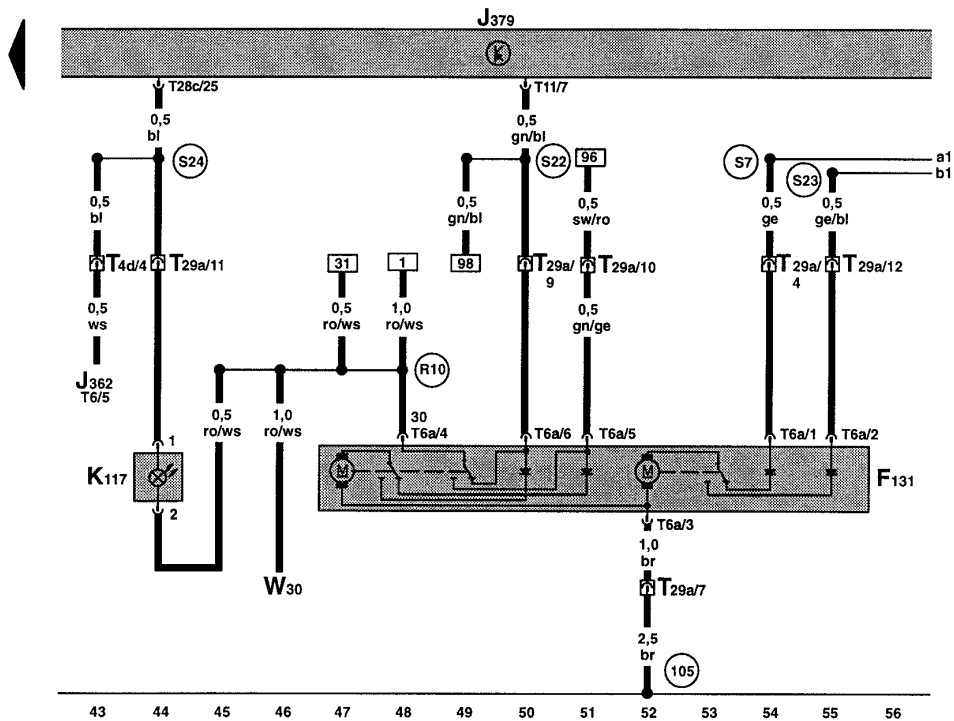 J379
K
T28c/25
T11/7
0,5
bl
0,5
gn/bl
S24
S22
96
S7
S23
a1
b1
0,5
bl
0,5
gn/bl
0,5
sw/ro
0,5
ge
0,5
ge/bl
T4d/4
T29a/11
31
1
98
T29a/
9
T29a/10
T29a/
4
T29a/12
0,5
ws
0,5
ro/ws
1,0
ro/ws
0,5
gn/ge
J362
T6/5
R10
0,5
ro/ws
1,0
ro/ws
30
T6a/4
T6a/6
T6a/5
T6a/1
T6a/2
1
K117
M
M
F131
2
T6a/3
1,0
br
W30
T29a/7
2,5
br
105
43 44 45 46 47 48 49 50 51 52 53 54 55 56